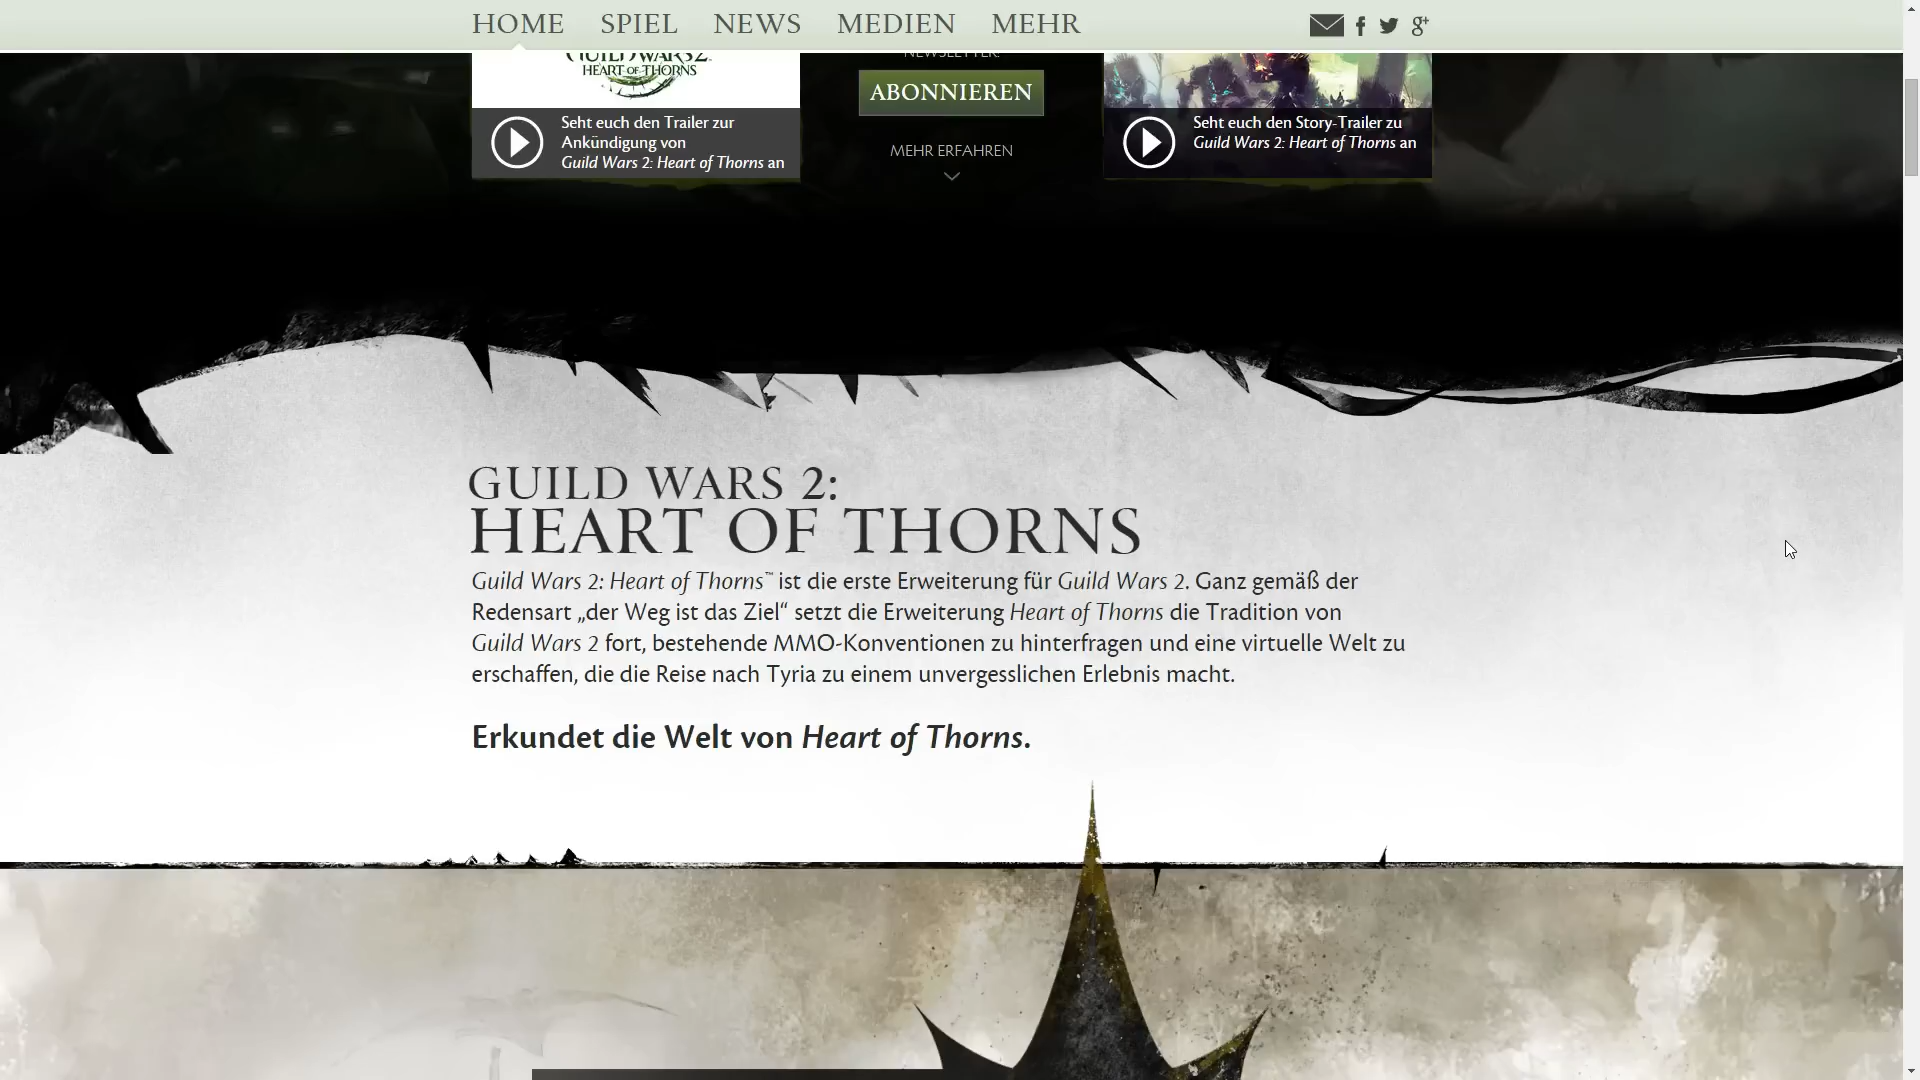 HOME SPIEL NEWS MEDIEN MEHR
GUILD WARS 2
HEART OF THORNS
NEWSLETTER:
ABONNIEREN
MEHR ERFAHREN
Seht euch den Trailer zur
Ankündigung von
Guild Wars 2: Heart of Thorns an
Seht euch den Story-Trailer zu
Guild Wars 2: Heart of Thorns an
GUILD WARS 2:
HEART OF THORNS
Guild Wars 2: Heart of Thorns™ ist die erste Erweiterung für Guild Wars 2. Ganz gemäß der
Redensart „der Weg ist das Ziel“ setzt die Erweiterung Heart of Thorns die Tradition von
Guild Wars 2 fort, bestehende MMO-Konventionen zu hinterfragen und eine virtuelle Welt zu
erschaffen, die die Reise nach Tyria zu einem unvergesslichen Erlebnis macht.
Erkundet die Welt von Heart of Thorns.